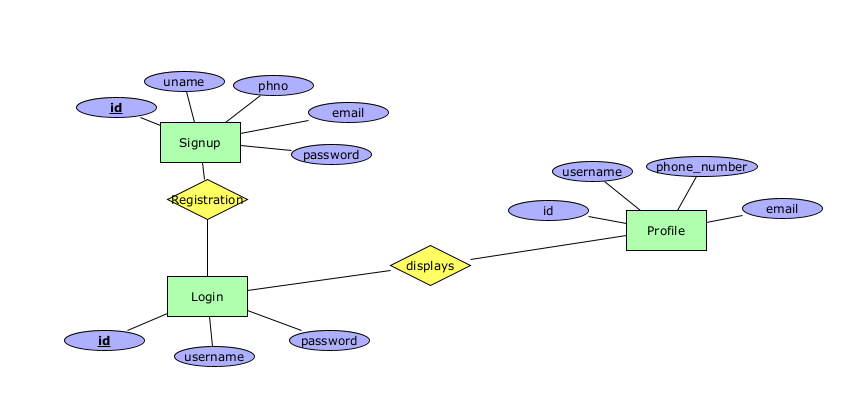 uname
phno
id
email
Signup
password
Registration
username
phone_number
id
email
Profile
displays
Login
id
username
password